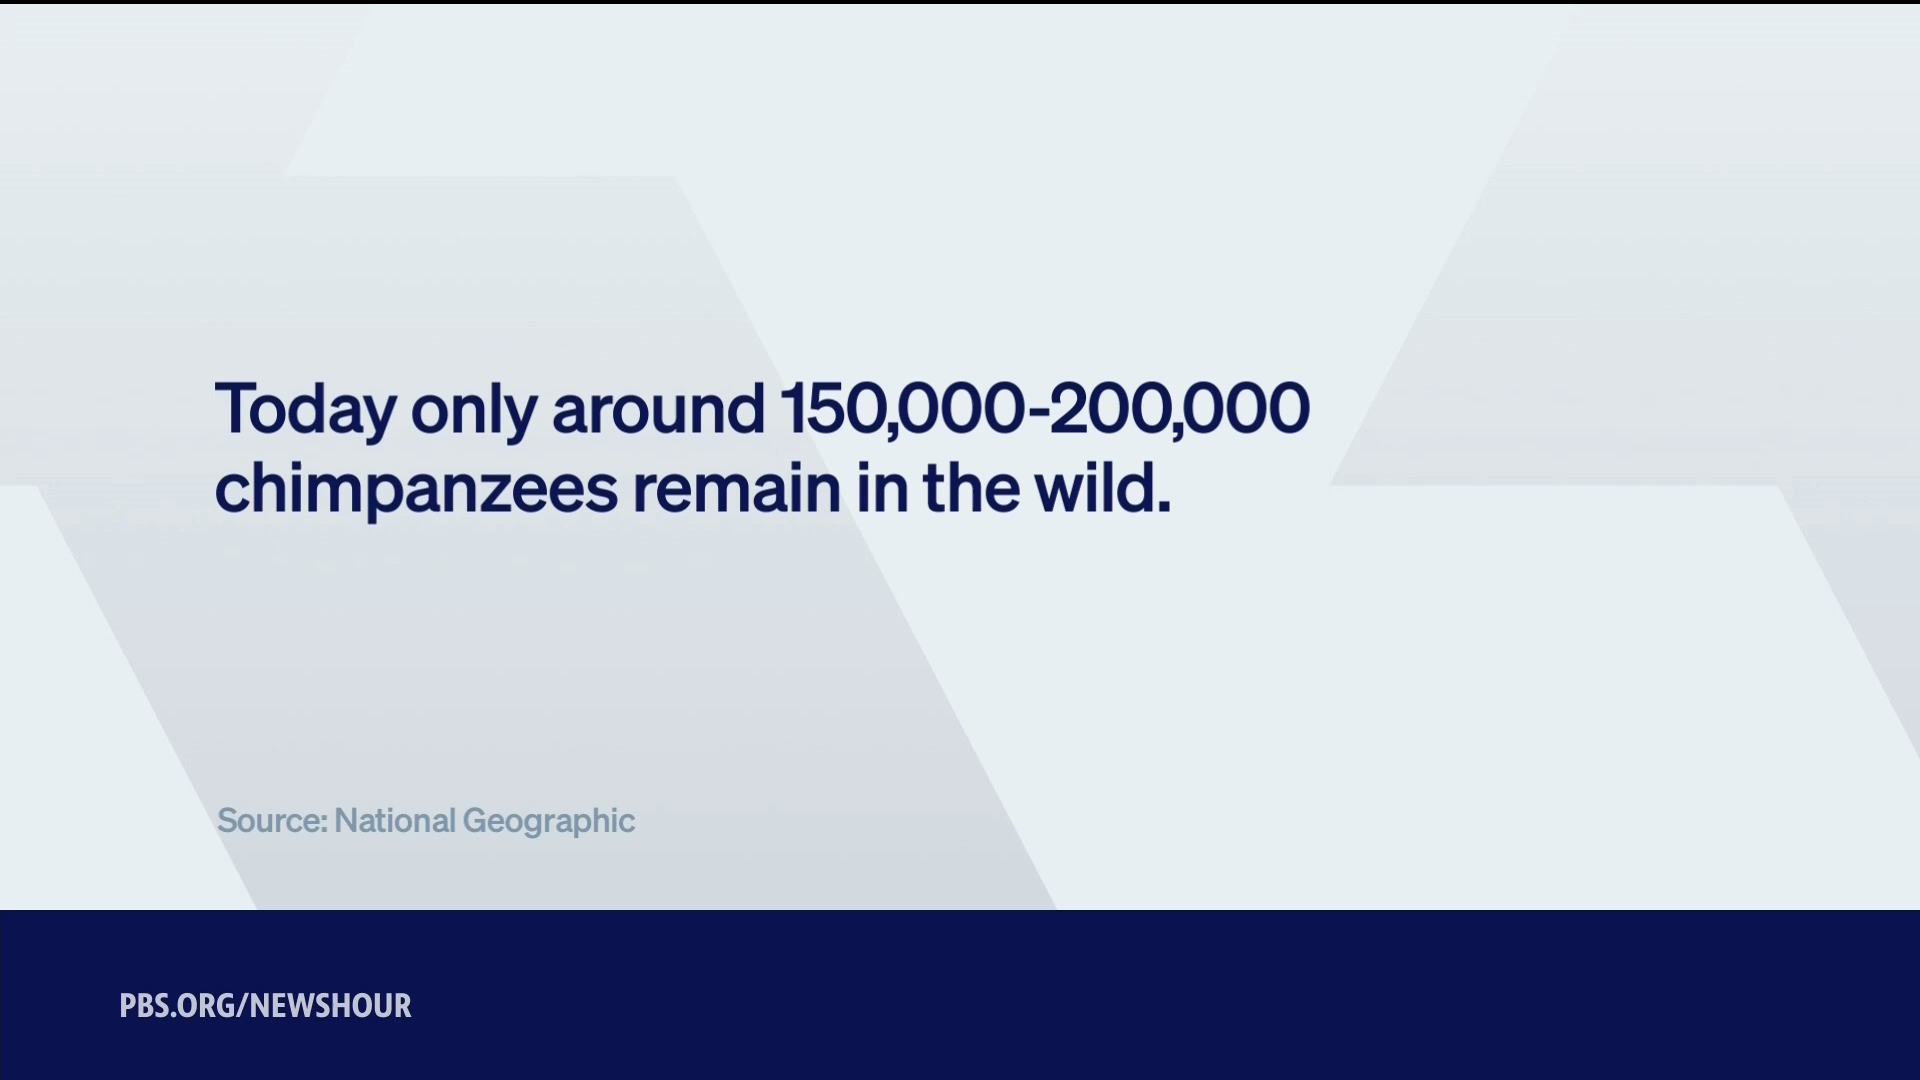 Today only around 150,000-200,000
chimpanzees remain in the wild.
Source: National Geographic
PBS.ORG/NEWSHOUR